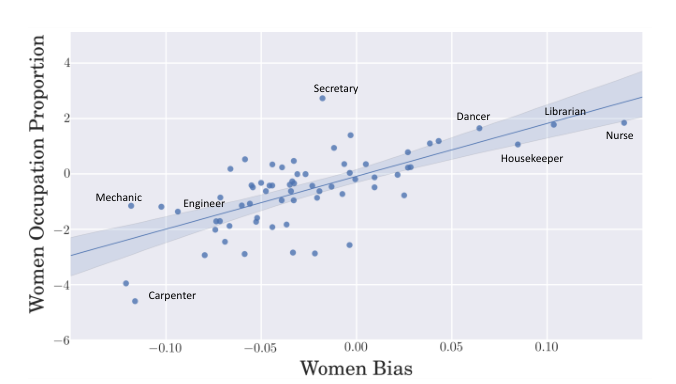 4
2
0
−2
−4
−6
Women Occupation Proportion
Secretary
Dancer
Librarian
Nurse
Housekeeper
Mechanic
Engineer
Carpenter
−0.10
−0.05
0.00
0.05
0.10
Women Bias